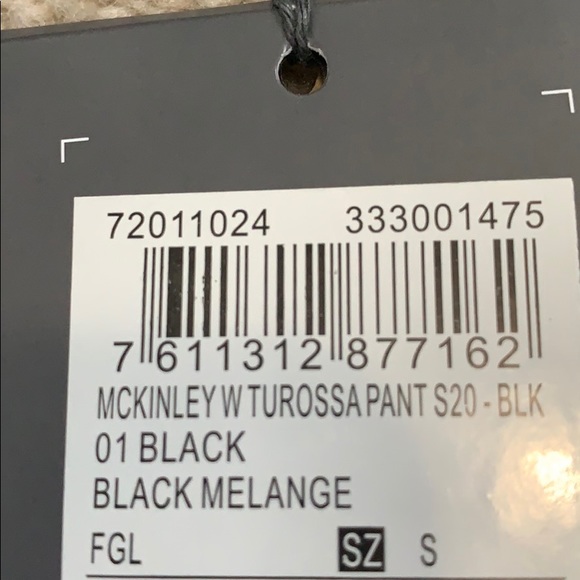 72011024 333001475
7 611312 877162
MCKINLEY W TUROSSA PANT S20 - BLK
01 BLACK
BLACK MELANGE
FGL SZ S